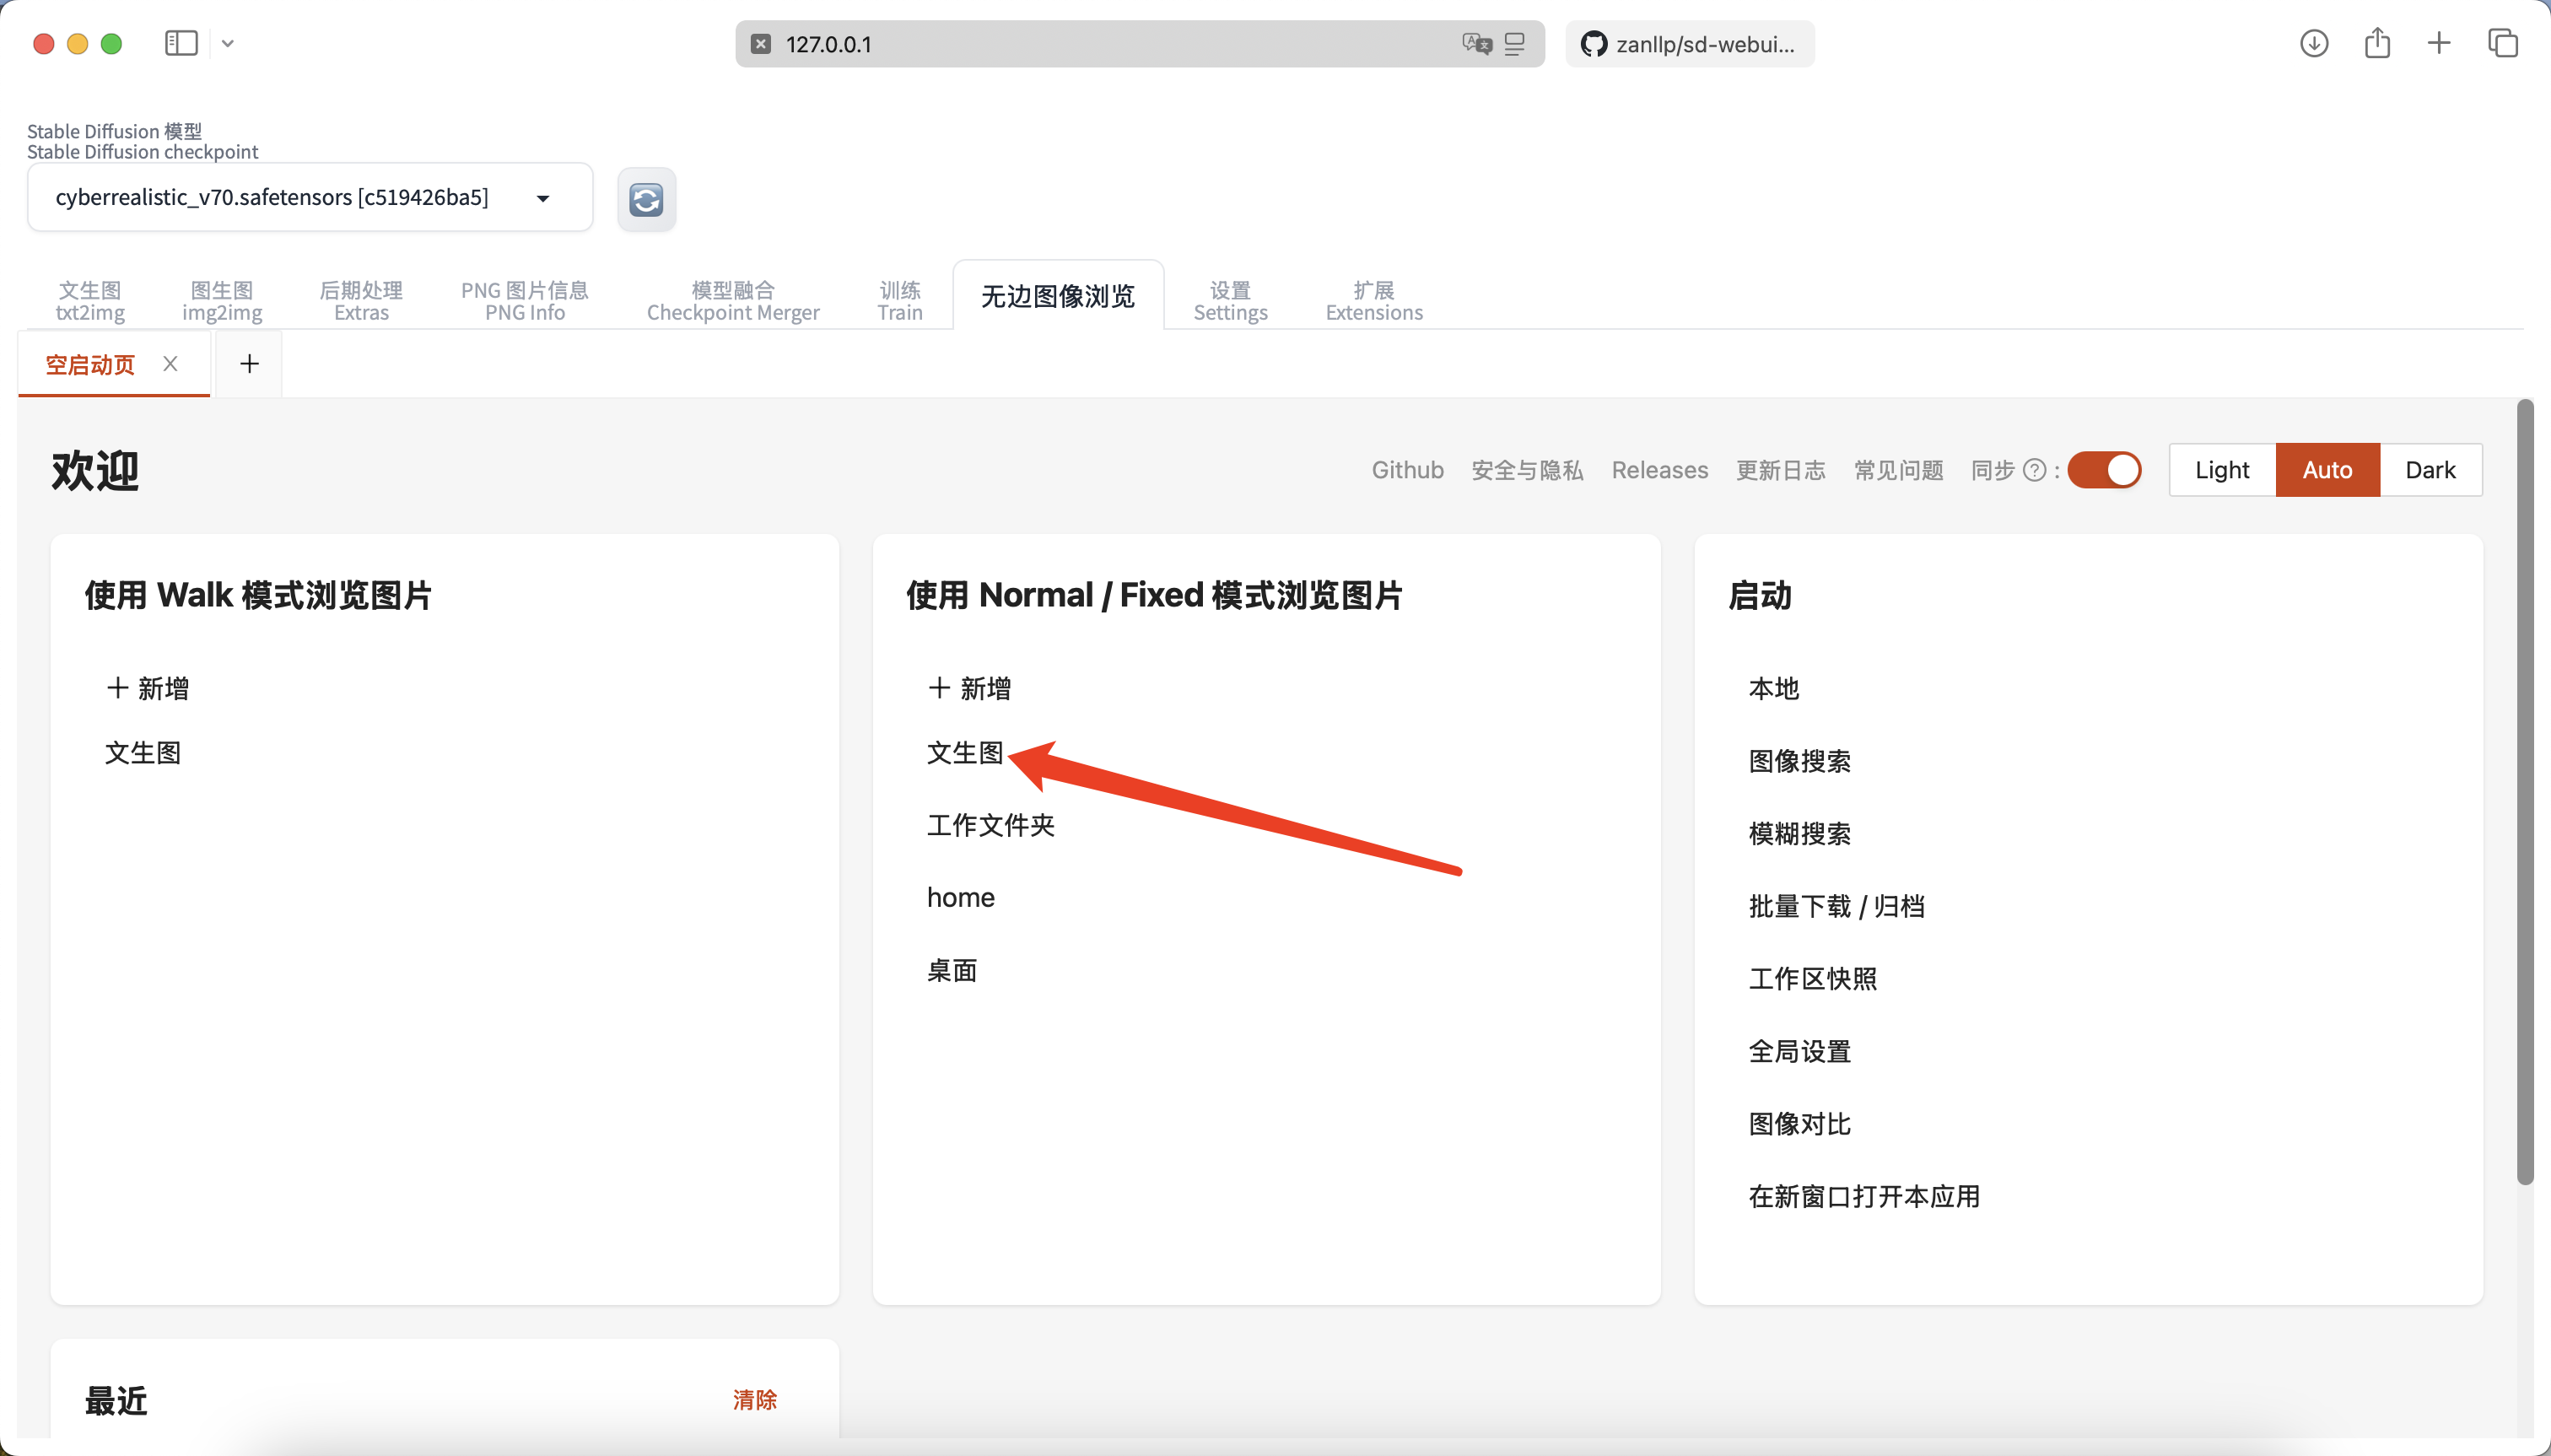 127.0.0.1
zanllp/sd-webui...
Stable Diffusion 模型
Stable Diffusion checkpoint
cyberrealistic_v70.safetensors [c519426ba5]
文生图
txt2img
图生图
img2img
后期处理
Extras
PNG 图片信息
PNG Info
模型融合
Checkpoint Merger
训练
Train
无边图像浏览
设置
Settings
扩展
Extensions
空启动页
欢迎
Github 安全与隐私 Releases 更新日志 常见问题 同步 ? : Light Auto Dark
使用 Walk 模式浏览图片
+ 新增
文生图
使用 Normal / Fixed 模式浏览图片
+ 新增
文生图
工作文件夹
home
桌面
启动
本地
图像搜索
模糊搜索
批量下载 / 归档
工作区快照
全局设置
图像对比
在新窗口打开本应用
最近 清除